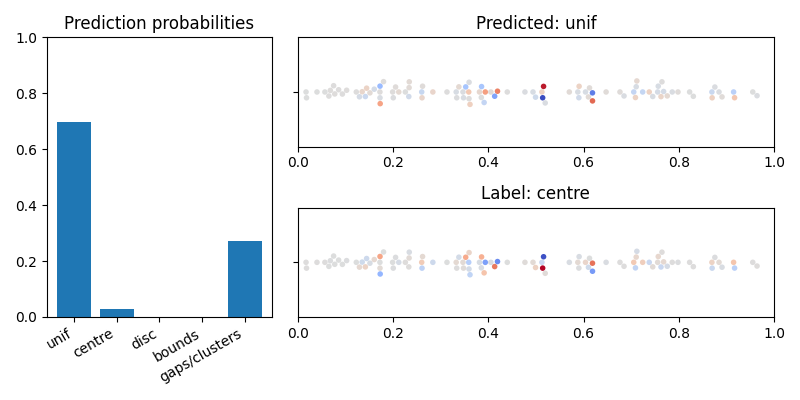 Prediction probabilities
1.0
0.8
0.6
0.4
0.2
0.0
unif
centre
disc
bounds
gaps/clusters
Predicted: unif
0.0 0.2 0.4 0.6 0.8 1.0
Label: centre
0.0 0.2 0.4 0.6 0.8 1.0